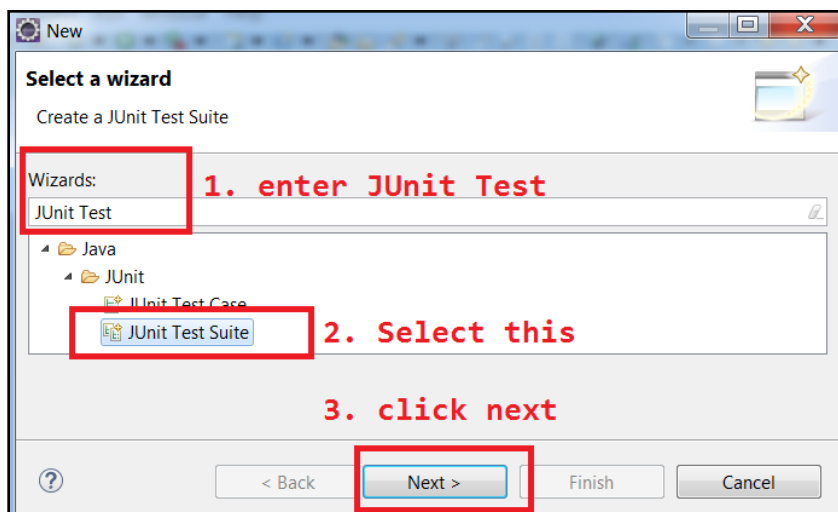 New
Select a wizard
Create a JUnit Test Suite
Wizards:
1. enter JUnit Test
JUnit Test
Java
JUnit
JUnit Test Case
JUnit Test Suite
2. Select this
3. click next
< Back
Next >
Finish
Cancel